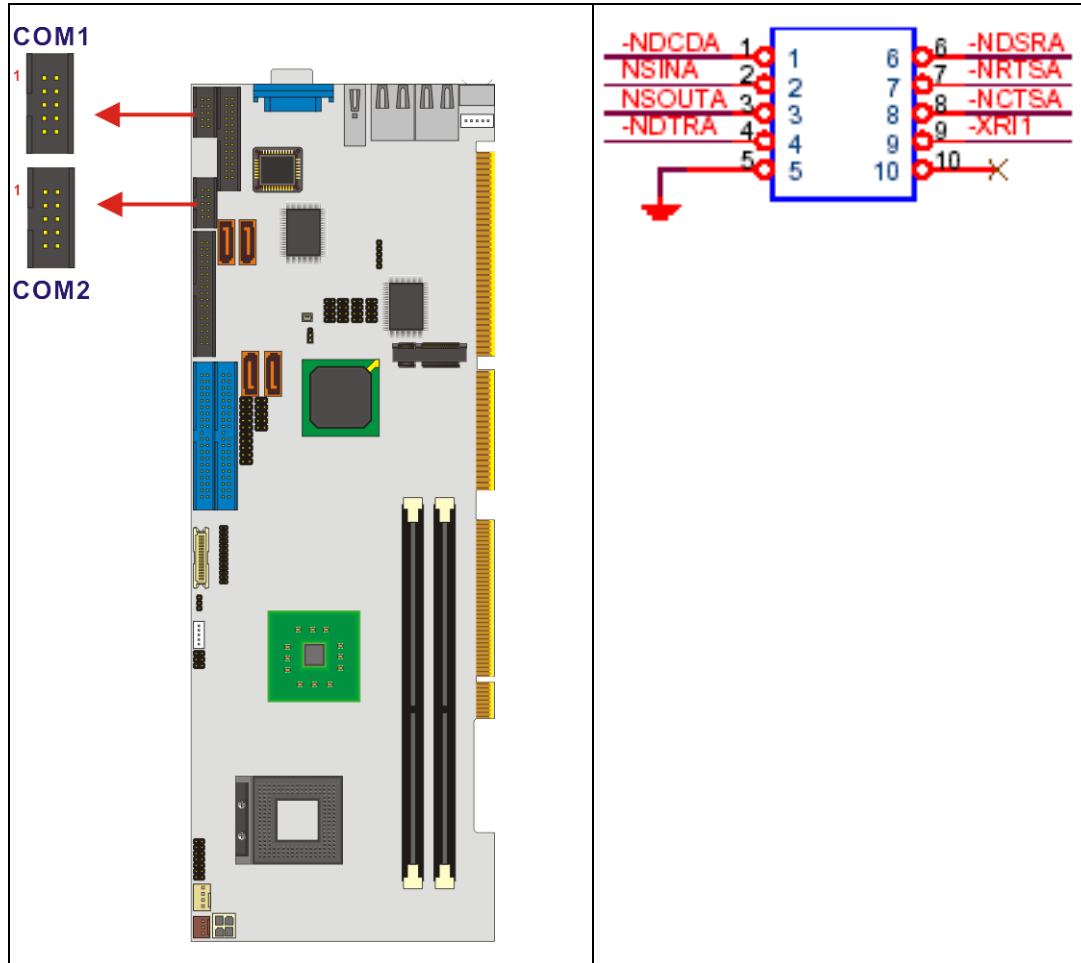 COM1
1
1
COM2
-NDCDA 1 1 6 6 -NDSRA
NSINA 2 2 7 7 -NRTSA
NSOUTA 3 3 8 8 -NCTSA
-NDTRA 4 4 9 9 -XRI1
5 5 10 10